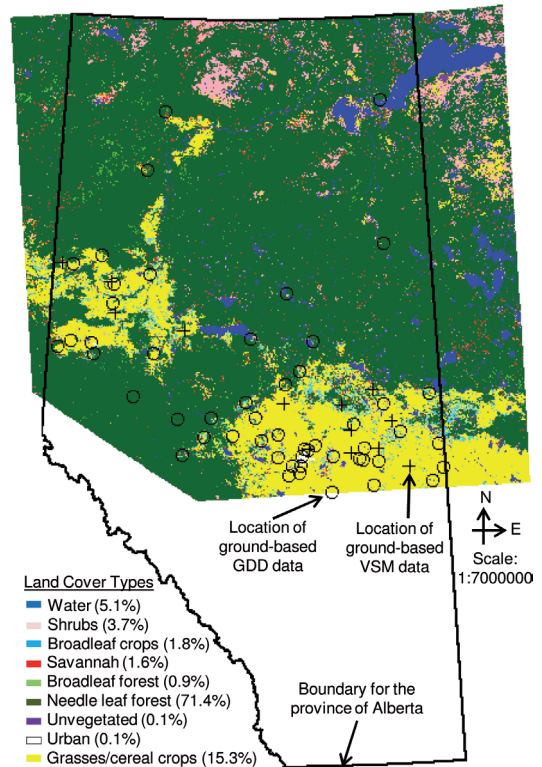 Location of
ground-based
GDD data
Location of
ground-based
VSM data
N
E
Scale:
1:7000000
Land Cover Types
Water (5.1%)
Shrubs (3.7%)
Broadleaf crops (1.8%)
Savannah (1.6%)
Broadleaf forest (0.9%)
Needle leaf forest (71.4%)
Unvegetated (0.1%)
Urban (0.1%)
Grasses/cereal crops (15.3%)
Boundary for the
province of Alberta